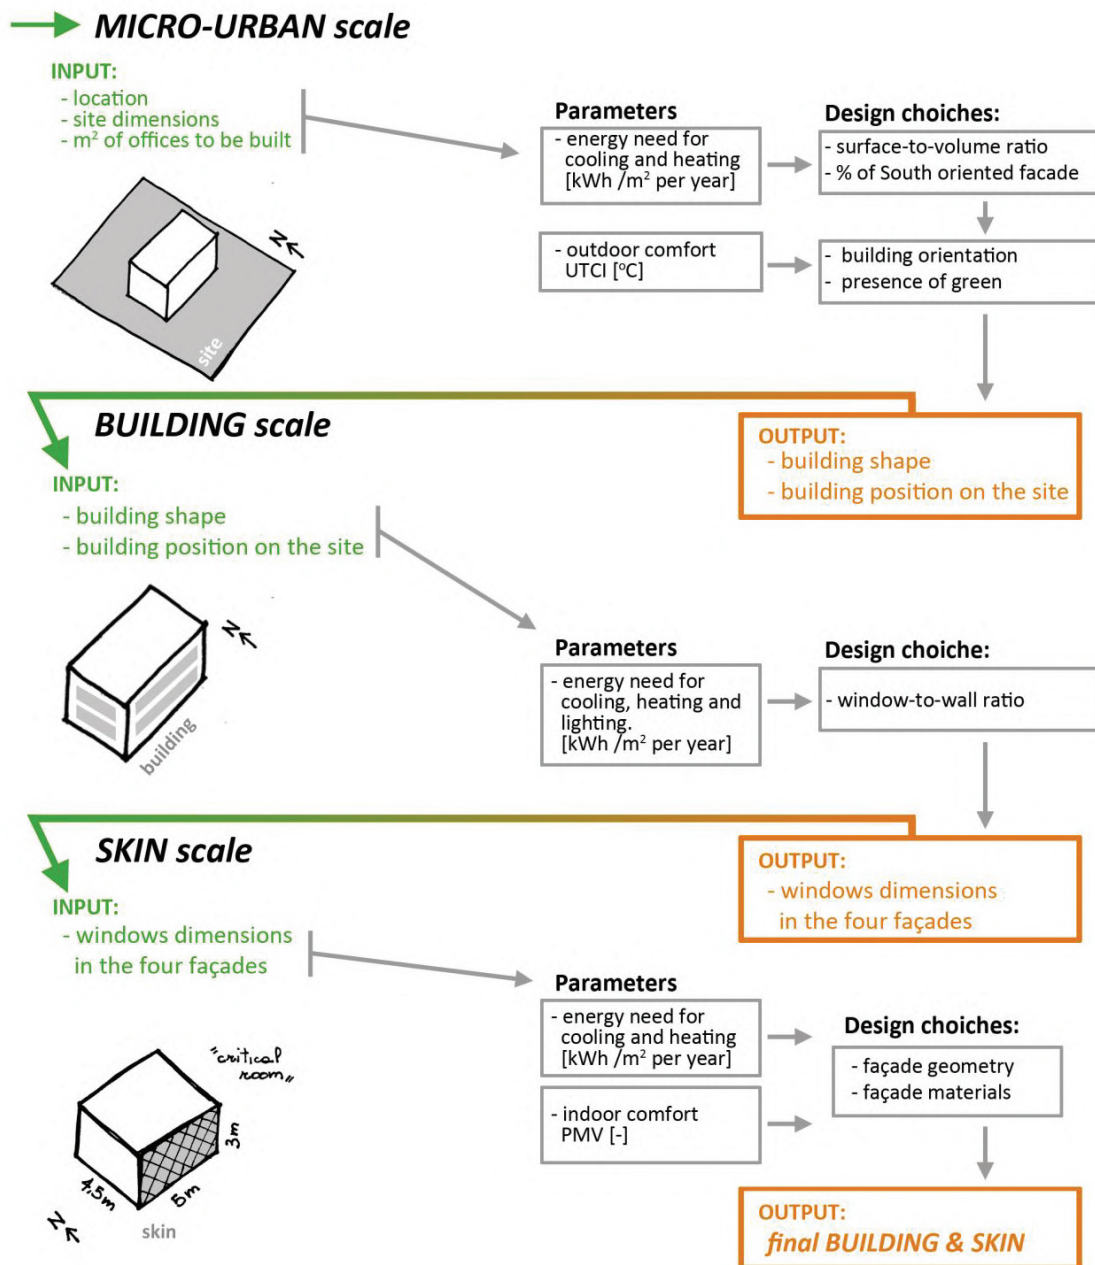 MICRO-URBAN scale
INPUT:
- location
- site dimensions
- m² of offices to be built
Parameters
- energy need for
cooling and heating
[kWh /m² per year]
Design choiches:
- surface-to-volume ratio
- % of South oriented facade
- outdoor comfort
UTCI [°C]
- building orientation
- presence of green
N
site
OUTPUT:
- building shape
- building position on the site
BUILDING scale
INPUT:
- building shape
- building position on the site
N
building
Parameters
- energy need for
cooling, heating and
lighting.
[kWh /m² per year]
Design choiche:
- window-to-wall ratio
OUTPUT:
- windows dimensions
in the four façades
SKIN scale
INPUT:
- windows dimensions
in the four façades
Parameters
- energy need for
cooling and heating
[kWh /m² per year]
- indoor comfort
PMV [-]
Design choiches:
- façade geometry
- façade materials
"critical
room"
3m
4,5m
5m
N
skin
OUTPUT:
final BUILDING & SKIN